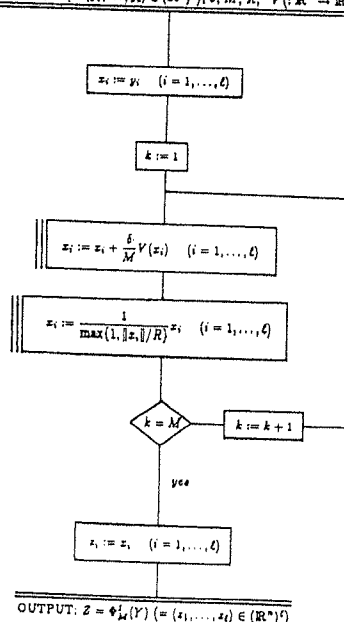 x_i := y_i (i = 1, ..., ℓ)
k := 1
x_i := x_i + δ/M V(x_i) (i = 1, ..., ℓ)
x_i := 1/max(1, ‖x_i‖/R) x_i (i = 1, ..., ℓ)
k = M
k := k + 1
yes
z_i := x_i (i = 1, ..., ℓ)
OUTPUT: Z = Φ^δ_M(Y) (= (z_1, ..., z_ℓ) ∈ (ℝ^n)^ℓ)